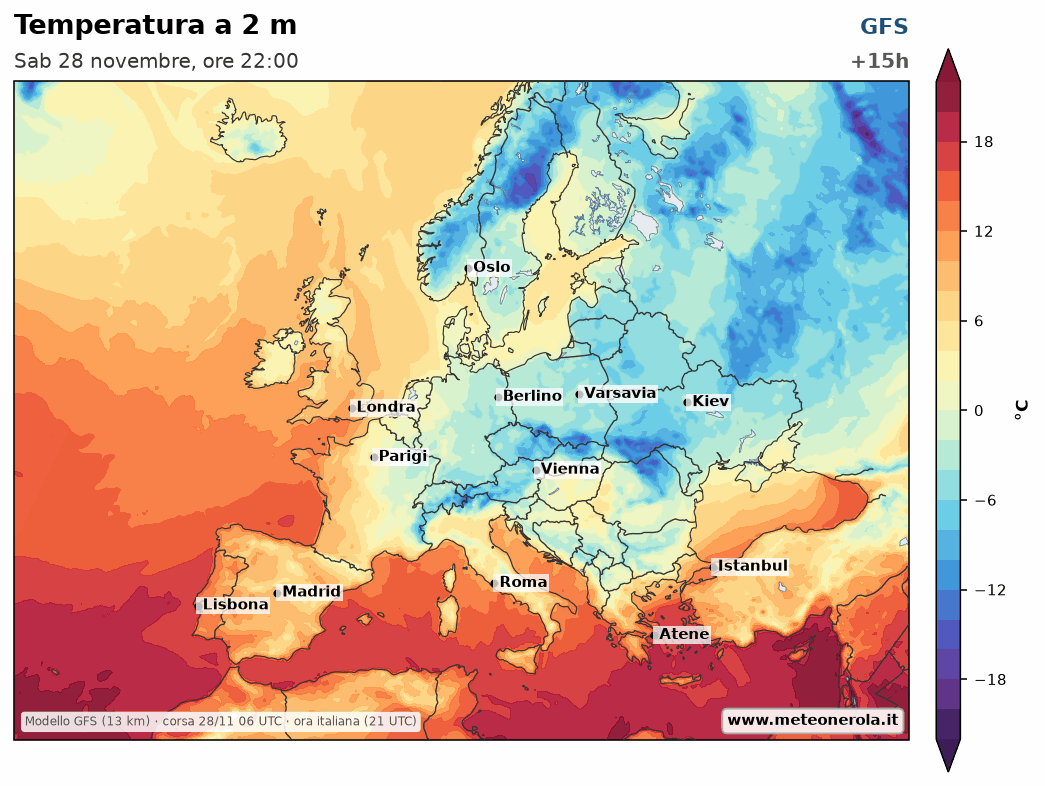 Temperatura a 2 m
GFS
Sab 28 novembre, ore 22:00
+15h
Oslo
Berlino
Varsavia
Kiev
Londra
Parigi
Vienna
Istanbul
Roma
Madrid
Lisbona
Atene
18
12
6
0
−6
−12
−18
°C
Modello GFS (13 km) · corsa 28/11 06 UTC · ora italiana (21 UTC)
www.meteonerola.it